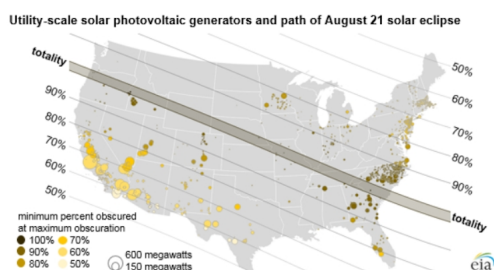 Utility-scale solar photovoltaic generators and path of August 21 solar eclipse
totality
90%
80%
70%
60%
50%
50%
60%
70%
80%
90%
totality
minimum percent obscured
at maximum obscuration
100% 70%
90% 60%
80% 50%
600 megawatts
150 megawatts
eia